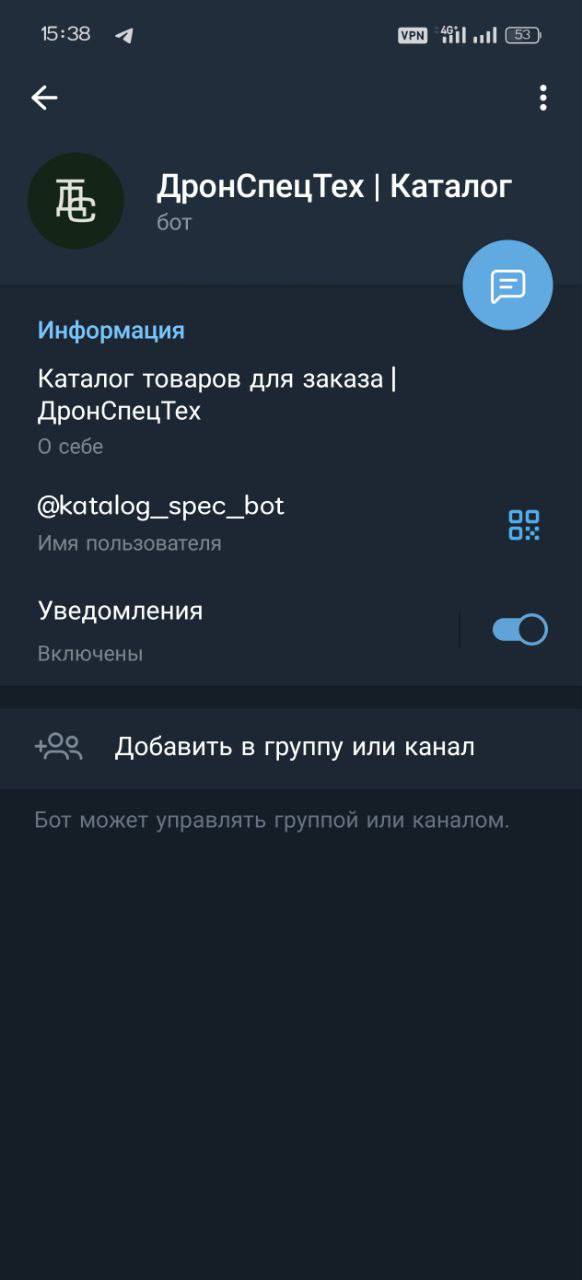 15:38
VPN 4G+ 53
ДронСпецТех | Каталог
бот
Информация
Каталог товаров для заказа |
ДронСпецТех
О себе
@katalog_spec_bot
Имя пользователя
Уведомления
Включены
Добавить в группу или канал
Бот может управлять группой или каналом.